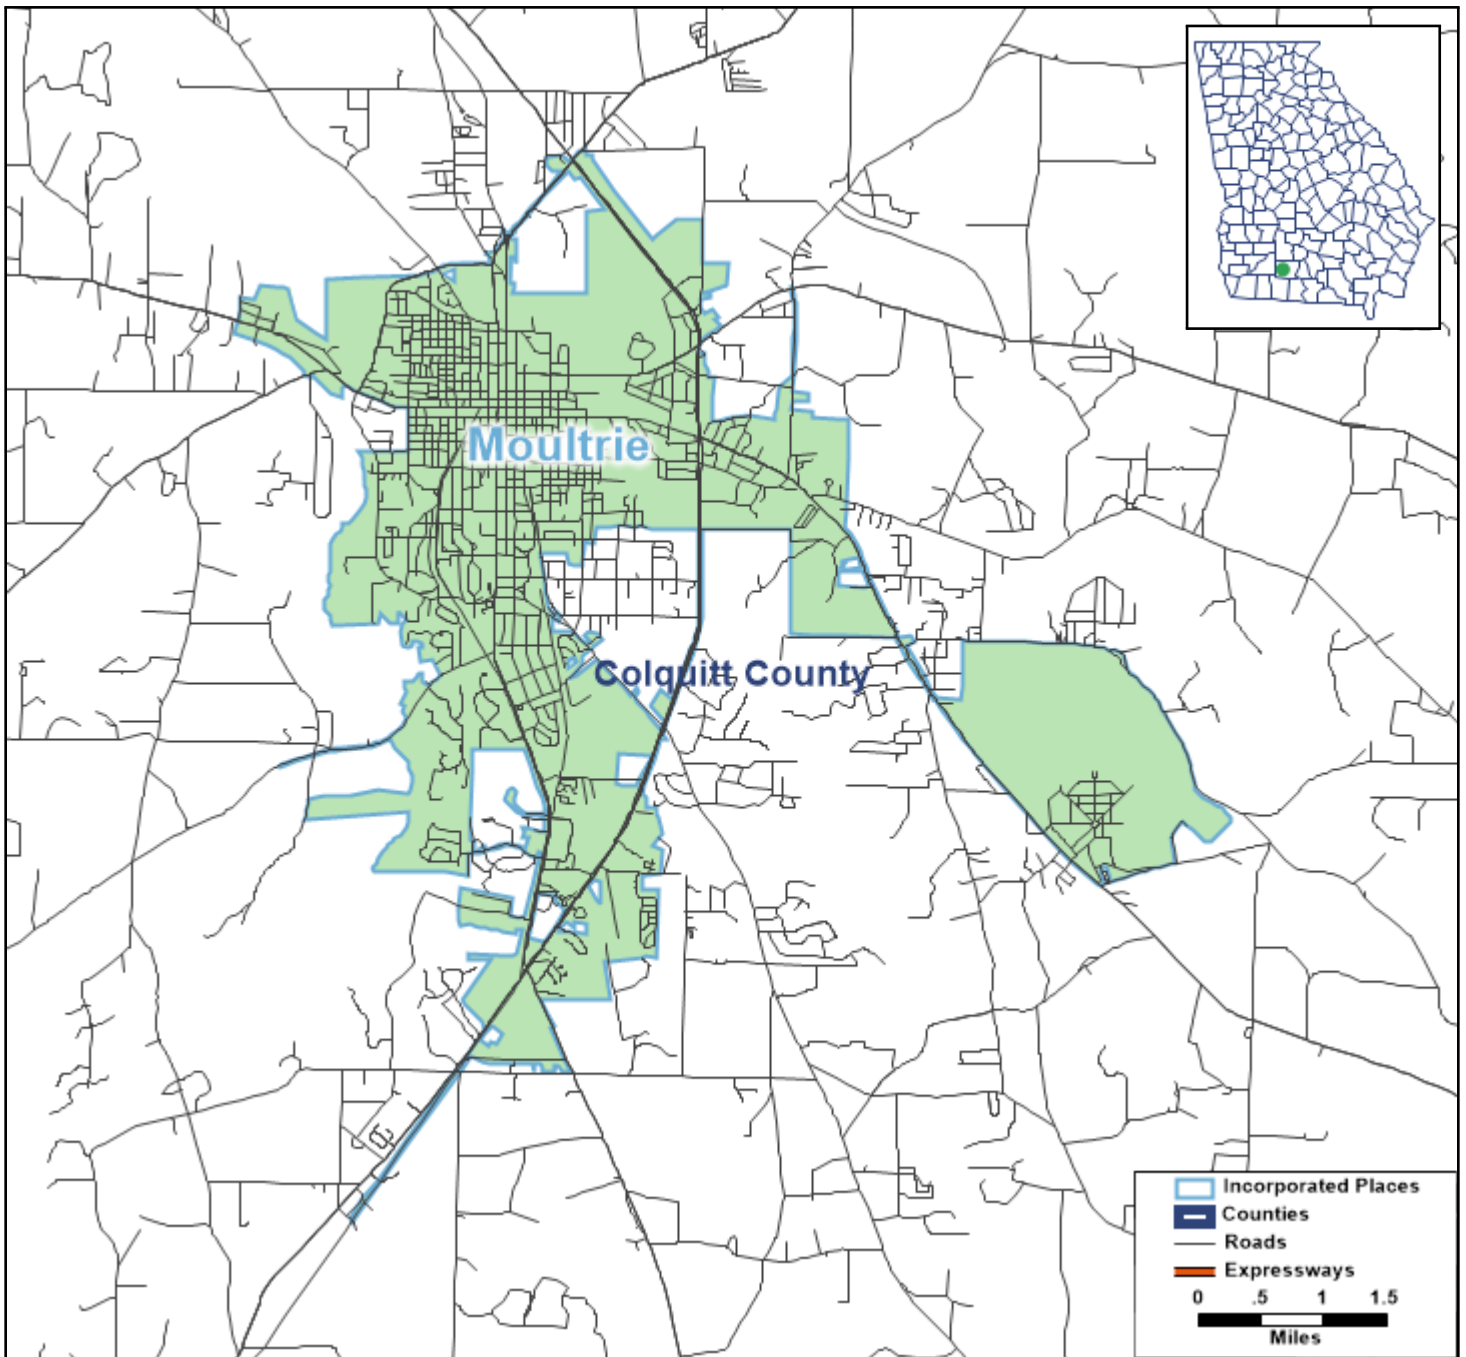 Moultrie
Colquitt County
Incorporated Places
Counties
Roads
Expressways
0 .5 1 1.5
Miles